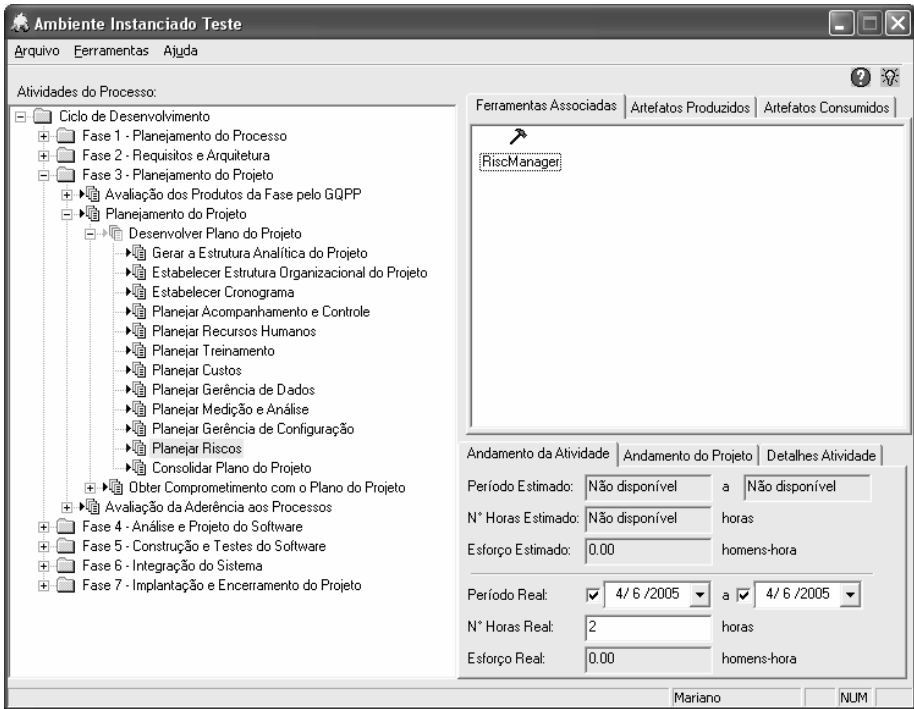 Ambiente Instanciado Teste
Arquivo Ferramentas Ajuda
Atividades do Processo:
Ciclo de Desenvolvimento
Fase 1 - Planejamento do Processo
Fase 2 - Requisitos e Arquitetura
Fase 3 - Planejamento do Projeto
Avaliação dos Produtos da Fase pelo GQPP
Planejamento do Projeto
Desenvolver Plano do Projeto
Gerar a Estrutura Analítica do Projeto
Estabelecer Estrutura Organizacional do Projeto
Estabelecer Cronograma
Planejar Acompanhamento e Controle
Planejar Recursos Humanos
Planejar Treinamento
Planejar Custos
Planejar Gerência de Dados
Planejar Medição e Análise
Planejar Gerência de Configuração
Planejar Riscos
Consolidar Plano do Projeto
Obter Comprometimento com o Plano do Projeto
Avaliação da Aderência aos Processos
Fase 4 - Análise e Projeto do Software
Fase 5 - Construção e Testes do Software
Fase 6 - Integração do Sistema
Fase 7 - Implantação e Encerramento do Projeto
Ferramentas Associadas Artefatos Produzidos Artefatos Consumidos
RiscManager
Andamento da Atividade Andamento do Projeto Detalhes Atividade
Período Estimado: Não disponível a Não disponível
N° Horas Estimado: Não disponível horas
Esforço Estimado: 0.00 homens-hora
Período Real: 4/ 6 /2005 a 4/ 6 /2005
N° Horas Real: 2 horas
Esforço Real: 0.00 homens-hora
Mariano NUM